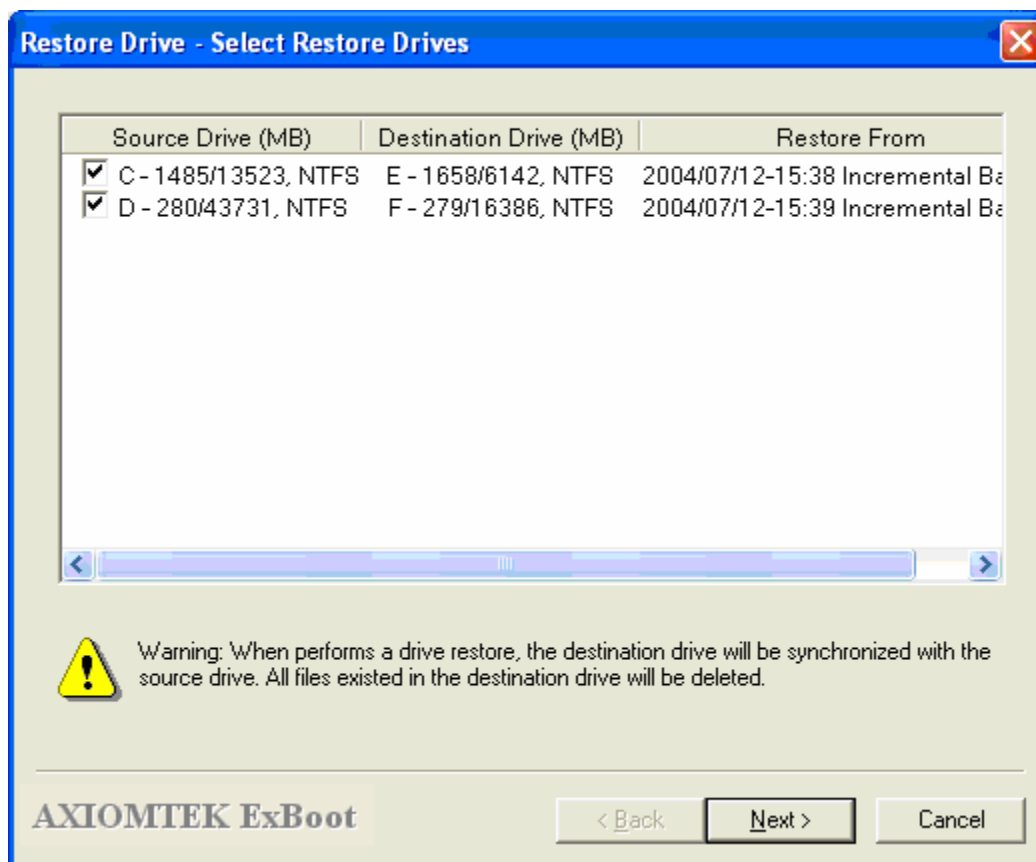 Restore Drive - Select Restore Drives
Source Drive (MB) Destination Drive (MB) Restore From
C - 1485/13523, NTFS E - 1658/6142, NTFS 2004/07/12-15:38 Incremental Ba
D - 280/43731, NTFS F - 279/16386, NTFS 2004/07/12-15:39 Incremental Ba
Warning: When performs a drive restore, the destination drive will be synchronized with the
source drive. All files existed in the destination drive will be deleted.
AXIOMTEK ExBoot
< Back Next > Cancel